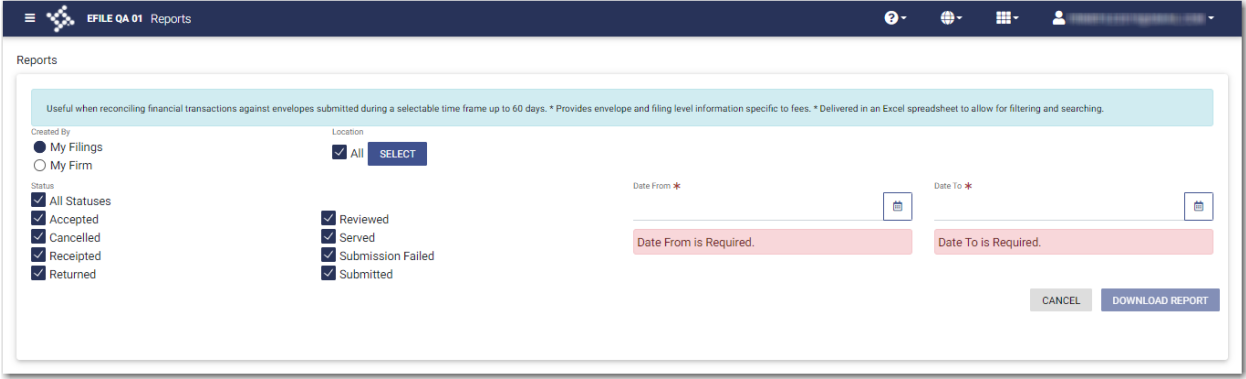 EFILE QA 01 Reports
Reports
Useful when reconciling financial transactions against envelopes submitted during a selectable time frame up to 60 days. * Provides envelope and filing level information specific to fees. * Delivered in an Excel spreadsheet to allow for filtering and searching.
Created By
My Filings
My Firm
Location
All SELECT
Status
All Statuses
Accepted
Cancelled
Receipted
Returned
Reviewed
Served
Submission Failed
Submitted
Date From *
Date From is Required.
Date To *
Date To is Required.
CANCEL DOWNLOAD REPORT